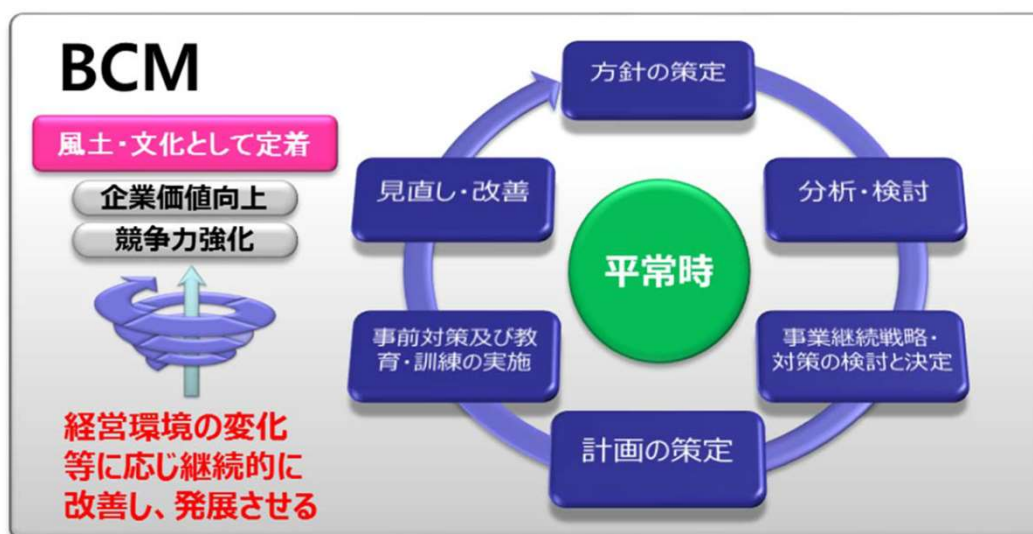 BCM
風土・文化として定着
企業価値向上
競争力強化
経営環境の変化
等に応じ継続的に
改善し、発展させる
方針の策定
分析・検討
事業継続戦略・
対策の検討と決定
計画の策定
事前対策及び教
育・訓練の実施
見直し・改善
平常時